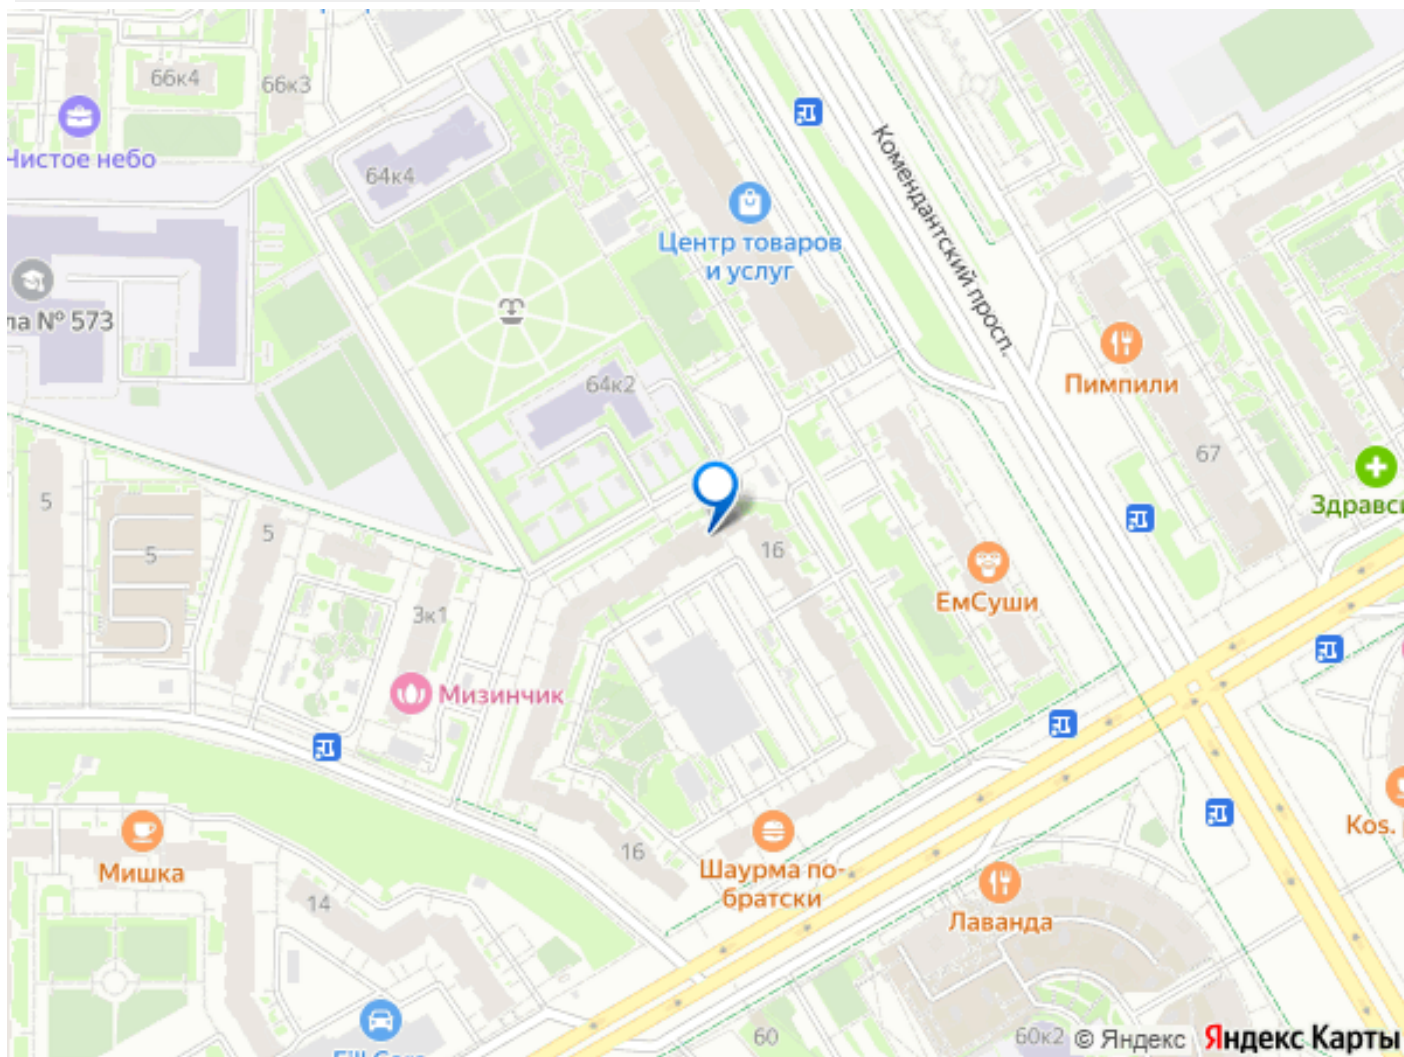 66к4
66к3
Чистое небо
64к4
Комендантский просп.
Центр товаров
и услуг
ла № 573
64к2
Пимпили
67
Здравс
5
5
5
16
ЕмСуши
3к1
Мизинчик
16
Шаурма по-
братски
Мишка
14
Лаванда
Kos.
60
60к2
© Яндекс
Яндекс Карты